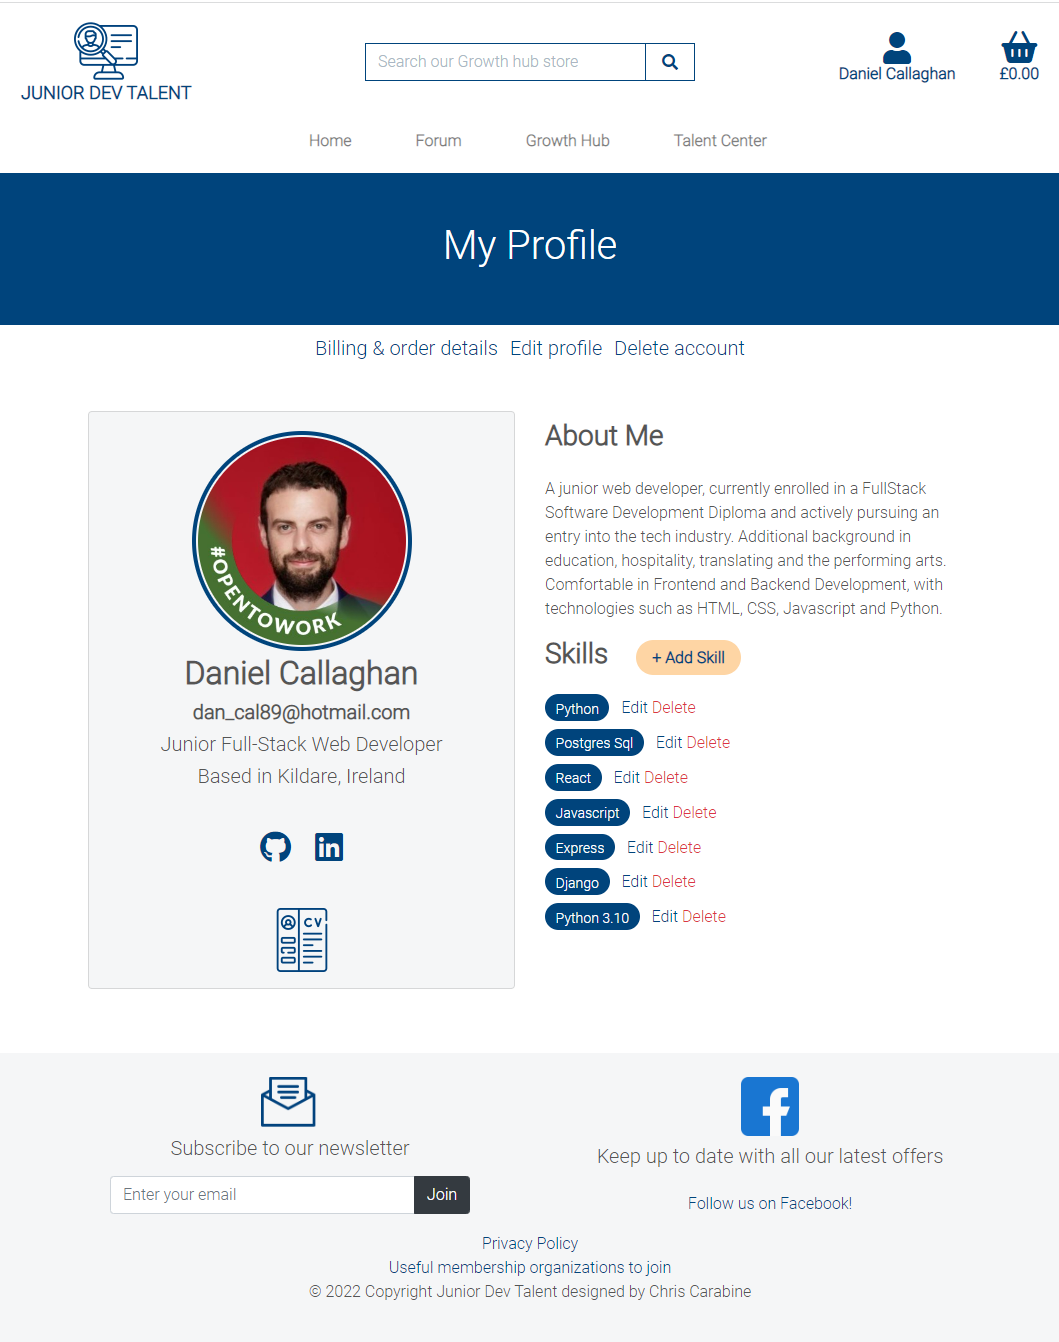 JUNIOR DEV TALENT
Search our Growth hub store
Daniel Callaghan
£0.00
Home Forum Growth Hub Talent Center
My Profile
Billing & order details Edit profile Delete account
#OPENTOWORK
Daniel Callaghan
dan_cal89@hotmail.com
Junior Full-Stack Web Developer
Based in Kildare, Ireland
CV
About Me
A junior web developer, currently enrolled in a FullStack
Software Development Diploma and actively pursuing an
entry into the tech industry. Additional background in
education, hospitality, translating and the performing arts.
Comfortable in Frontend and Backend Development, with
technologies such as HTML, CSS, Javascript and Python.
Skills + Add Skill
Python Edit Delete
Postgres Sql Edit Delete
React Edit Delete
Javascript Edit Delete
Express Edit Delete
Django Edit Delete
Python 3.10 Edit Delete
Subscribe to our newsletter
Enter your email Join
Keep up to date with all our latest offers
Follow us on Facebook!
Privacy Policy
Useful membership organizations to join
© 2022 Copyright Junior Dev Talent designed by Chris Carabine